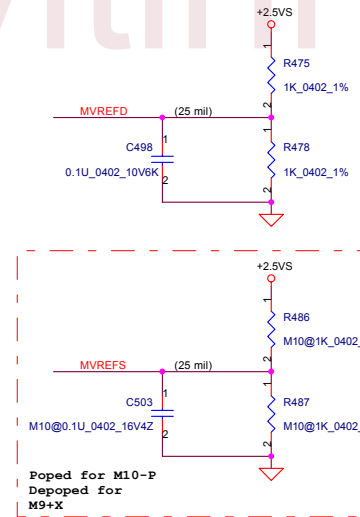 +2.5VS
1
R475
1K_0402_1%
2
MVREFD
(25 mil)
1
C498
0.1U_0402_10V6K
2
1
R478
1K_0402_1%
2
+2.5VS
1
R486
M10@1K_0402_
2
MVREFS
(25 mil)
1
C503
M10@0.1U_0402_16V4Z
2
1
R487
M10@1K_0402_
2
Poped for M10-P
Depoped for
M9+X